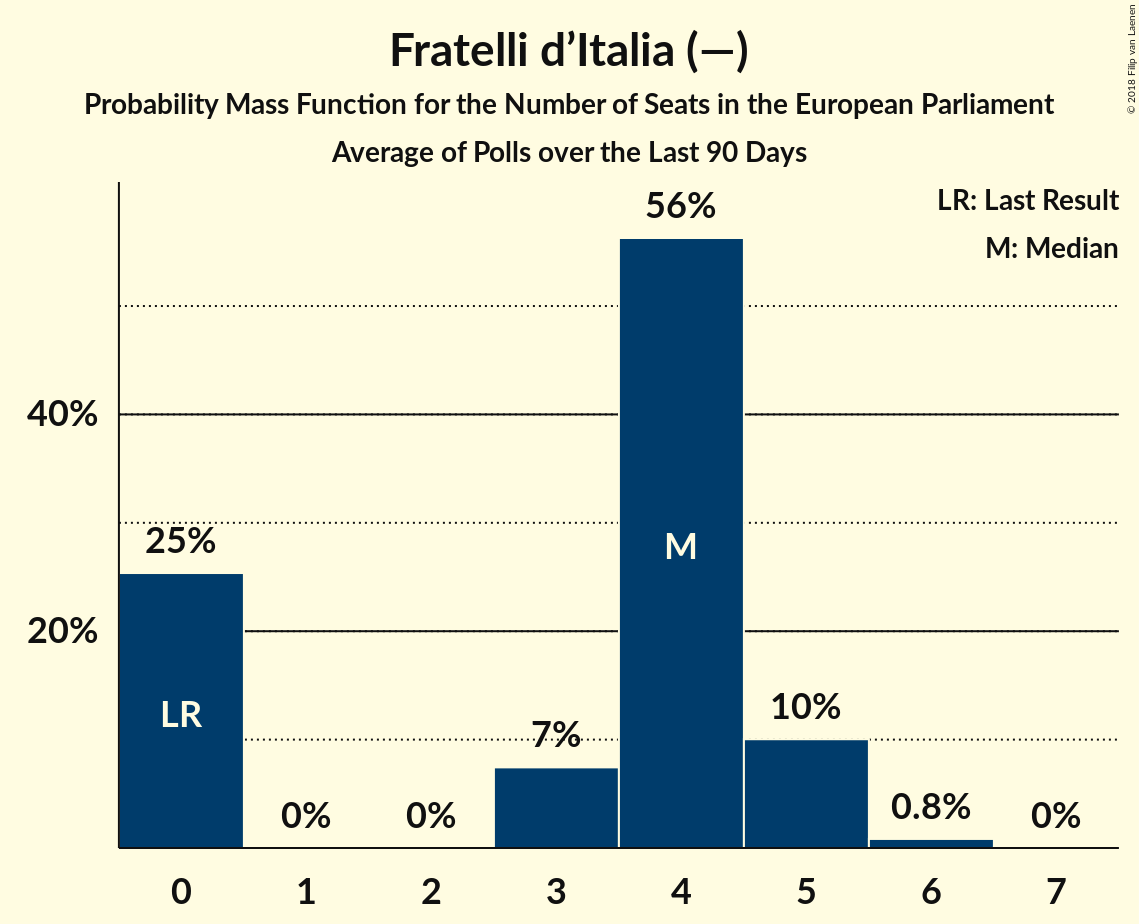 Fratelli d’Italia (—)
Probability Mass Function for the Number of Seats in the European Parliament
Average of Polls over the Last 90 Days
© 2018 Filip van Laenen
LR: Last Result
M: Median
56%
40%
25%
M
20%
LR
10%
7%
0.8%
0%
0%
0%
0 1 2 3 4 5 6 7